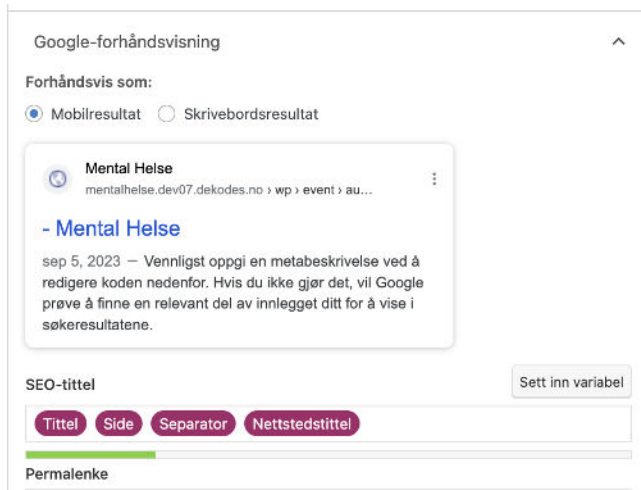 Google-forhåndsvisning
Forhåndsvis som:
Mobilresultat Skrivebordsresultat
Mental Helse
mentalhelse.dev07.dekodes.no › wp › event › au...
- Mental Helse
sep 5, 2023 — Vennligst oppgi en metabeskrivelse ved å
redigere koden nedenfor. Hvis du ikke gjør det, vil Google
prøve å finne en relevant del av innlegget ditt for å vise i
søkeresultatene.
SEO-tittel Sett inn variabel
Tittel Side Separator Nettstedstittel
Permalenke